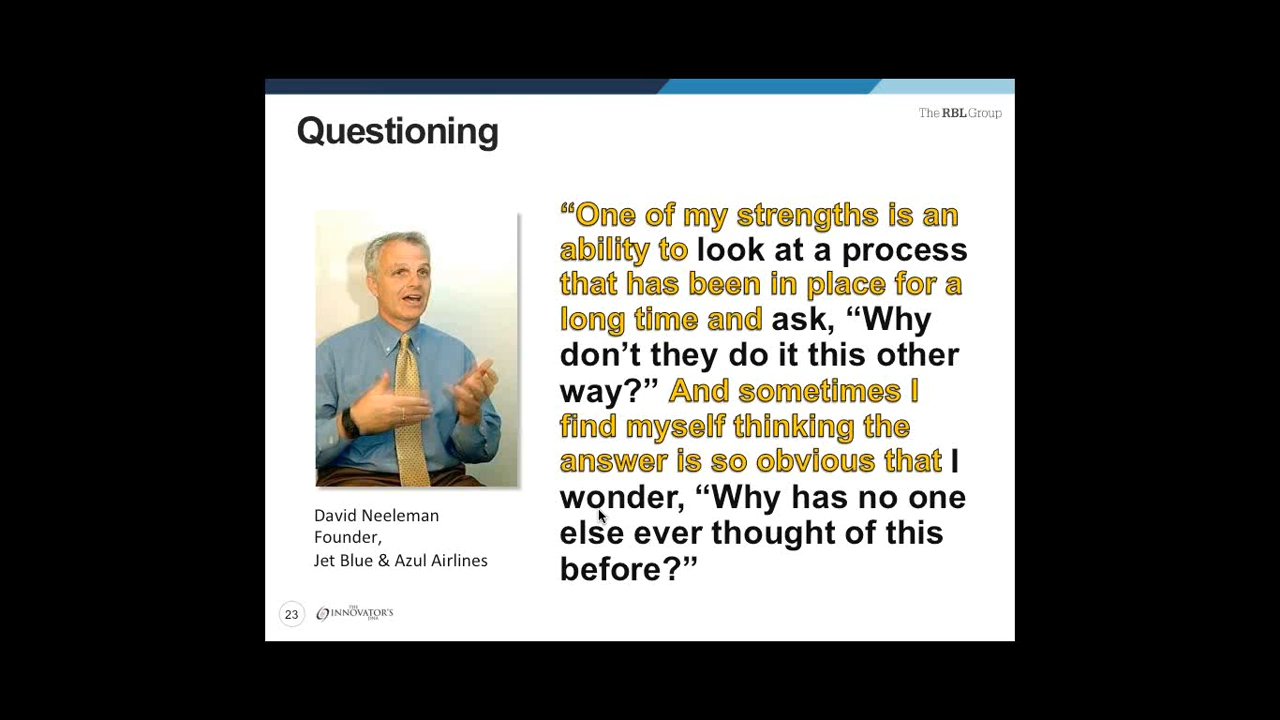 The RBL Group
Questioning
“One of my strengths is an
ability to look at a process
that has been in place for a
long time and ask, “Why
don’t they do it this other
way?” And sometimes I
find myself thinking the
answer is so obvious that I
wonder, “Why has no one
else ever thought of this
before?”
David Neeleman
Founder,
Jet Blue & Azul Airlines
23
THE
INNOVATOR'S
DNA